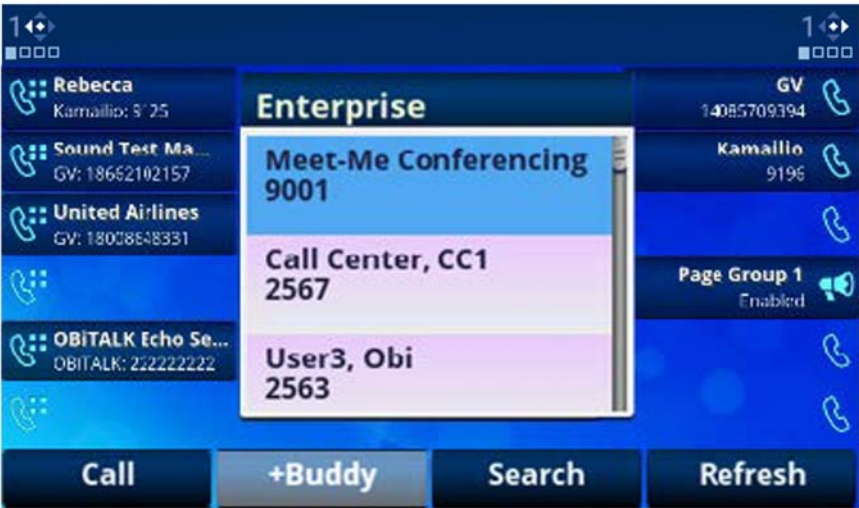 1
1
Rebecca
Kamailio: 9125
Sound Test Ma...
GV: 18662102157
United Airlines
GV: 18008648331
OBiTALK Echo Se...
OBiTALK: 222222222
Enterprise
Meet-Me Conferencing
9001
Call Center, CC1
2567
User3, Obi
2563
GV
14085709394
Kamailio
9196
Page Group 1
Enabled
Call
+Buddy
Search
Refresh